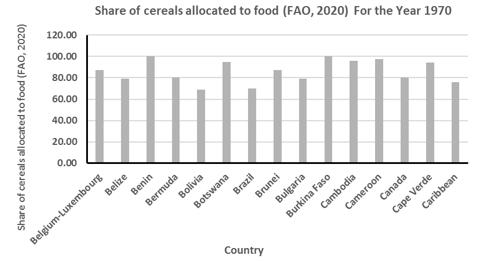 Share of cereals allocated to food (FAO, 2020)  For the Year 1970
Share of cereals allocated to food (FAO, 2020)
120.00
100.00
80.00
60.00
40.00
20.00
0.00
Belgium-Luxembourg
Belize
Benin
Bermuda
Bolivia
Botswana
Brazil
Brunei
Bulgaria
Burkina Faso
Cambodia
Cameroon
Canada
Cape Verde
Caribbean
Country